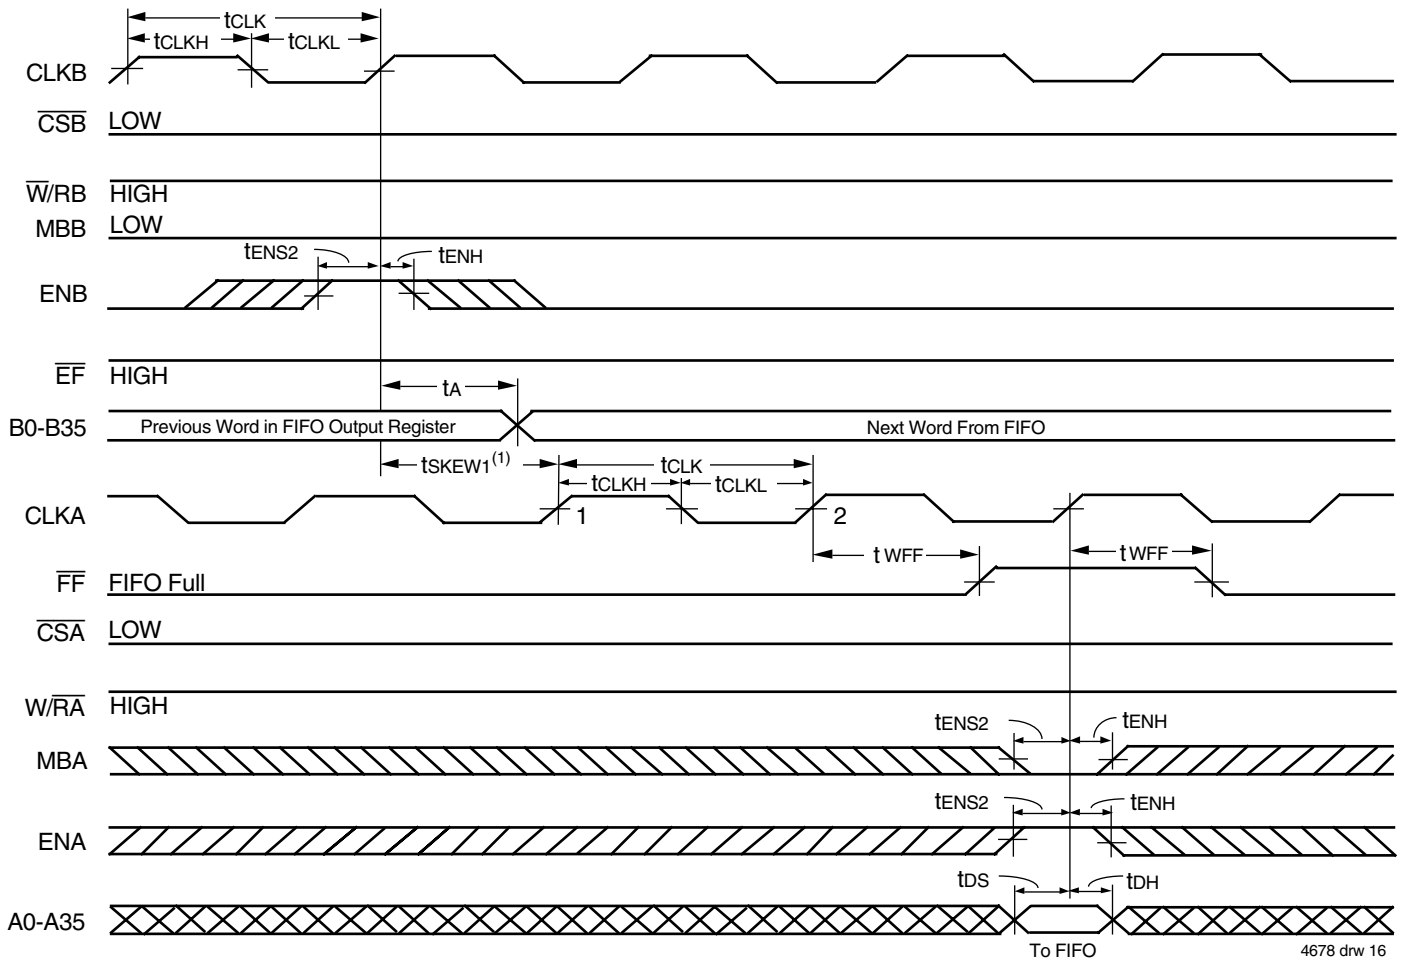 tCLK
tCLKH tCLKL
CLKB
CSB LOW
W/RB HIGH
MBB LOW
tENS2 tENH
ENB
EF HIGH
tA
B0-B35 Previous Word in FIFO Output Register Next Word From FIFO
tSKEW1(1) tCLK
tCLKH tCLKL
CLKA 1 2
tWFF tWFF
FF FIFO Full
CSA LOW
W/RA HIGH
tENS2 tENH
MBA
tENS2 tENH
ENA
tDS tDH
A0-A35
To FIFO 4678 drw 16